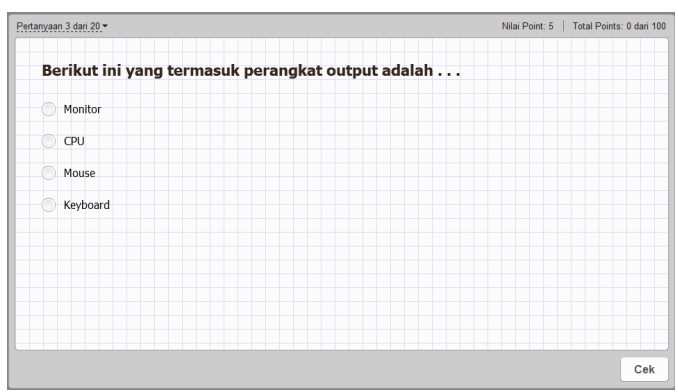 Pertanyaan 3 dari 20
Nilai Point: 5 | Total Points: 0 dari 100
Berikut ini yang termasuk perangkat output adalah . . .
Monitor
CPU
Mouse
Keyboard
Cek